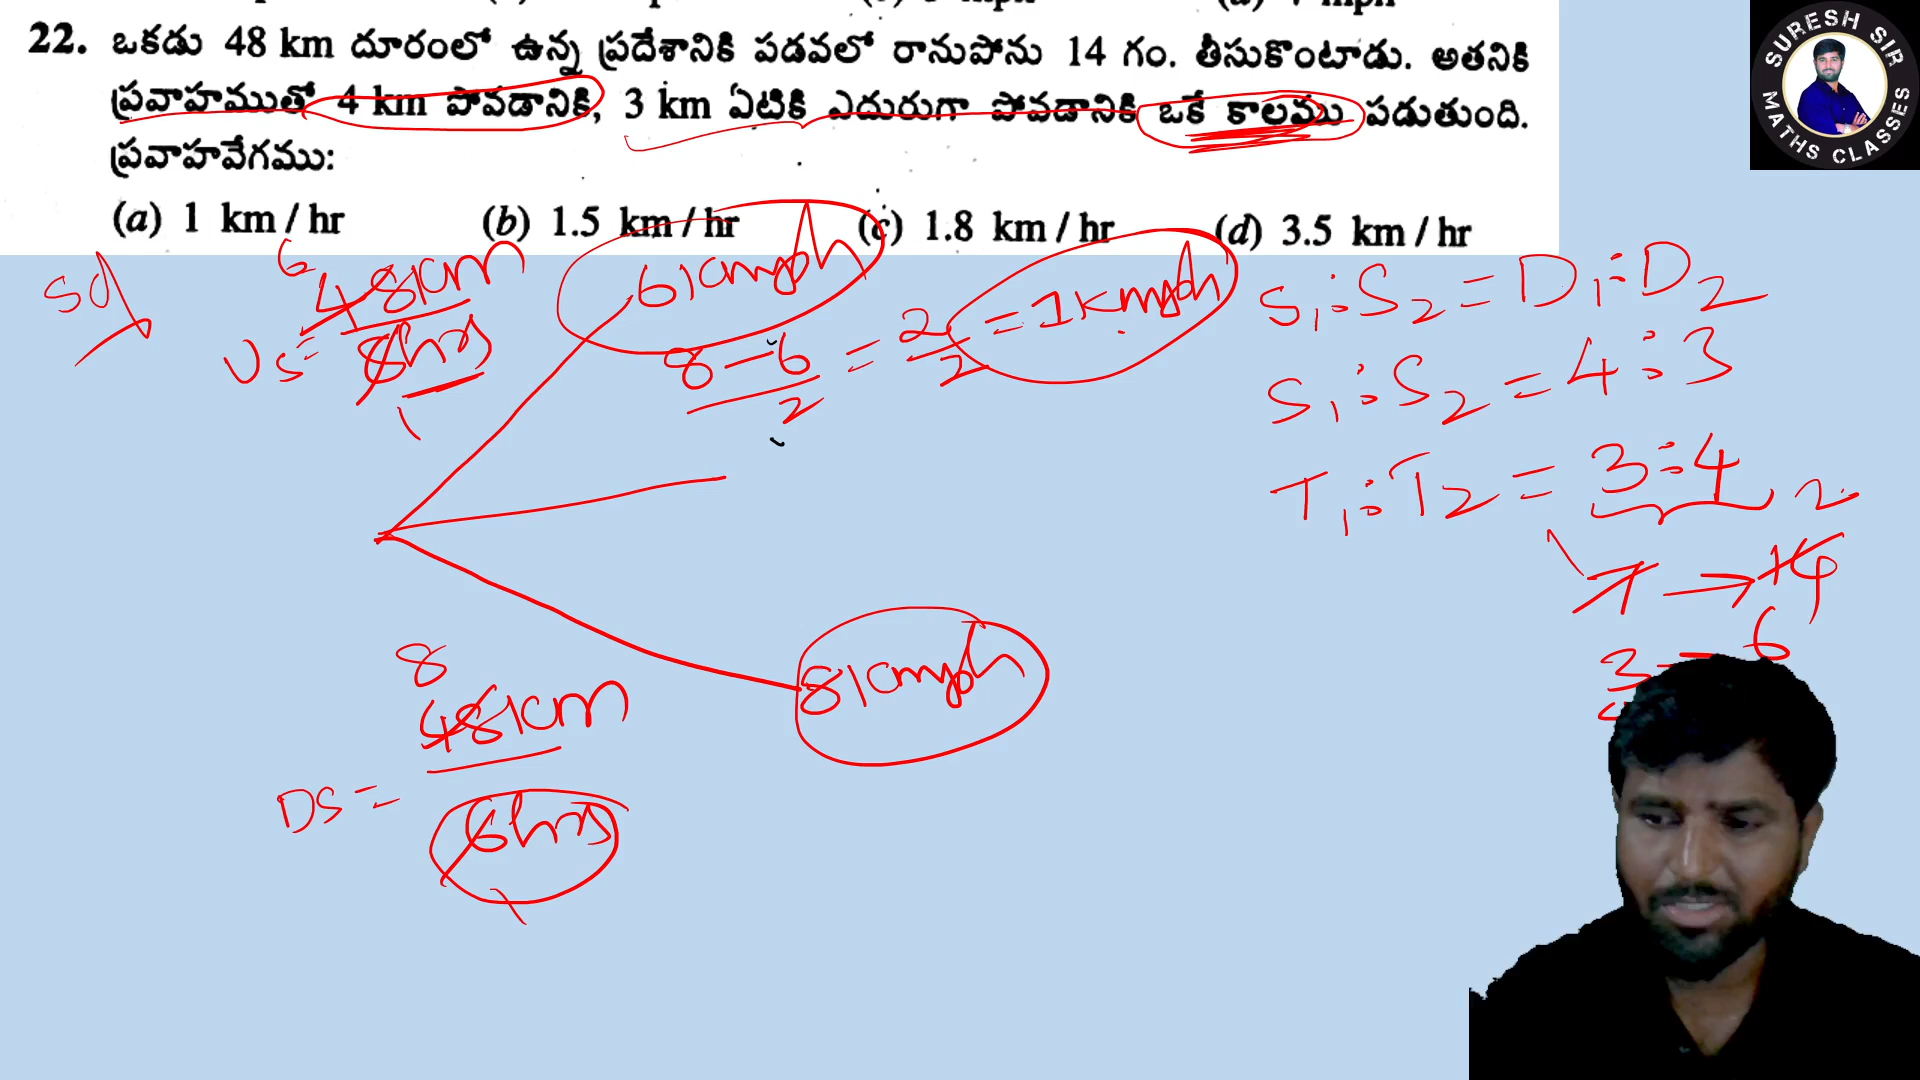 22. ఒకడు 48 km దూరంలో ఉన్న ప్రదేశానికి పడవలో రానుపోను 14 గం. తీసుకొంటాడు. అతనికి
ప్రవాహముతో 4 km పోవడానికి, 3 km ఏటికి ఎదురుగా పోవడానికి ఒకే కాలము పడుతుంది.
ప్రవాహవేగము:
(a) 1 km / hr (b) 1.5 km / hr (c) 1.8 km / hr (d) 3.5 km / hr
SURESH SIR
MATHS CLASSES
Sol
6
US = 48km / 8hrs
1
6kmph
8-6 / 2 = 2/2 = 1kmph
8
DS = 48km / 6hrs
1
8kmph
S1:S2 = D1:D2
S1:S2 = 4:3
T1:T2 = 3:4
2
7 → 14
3 6